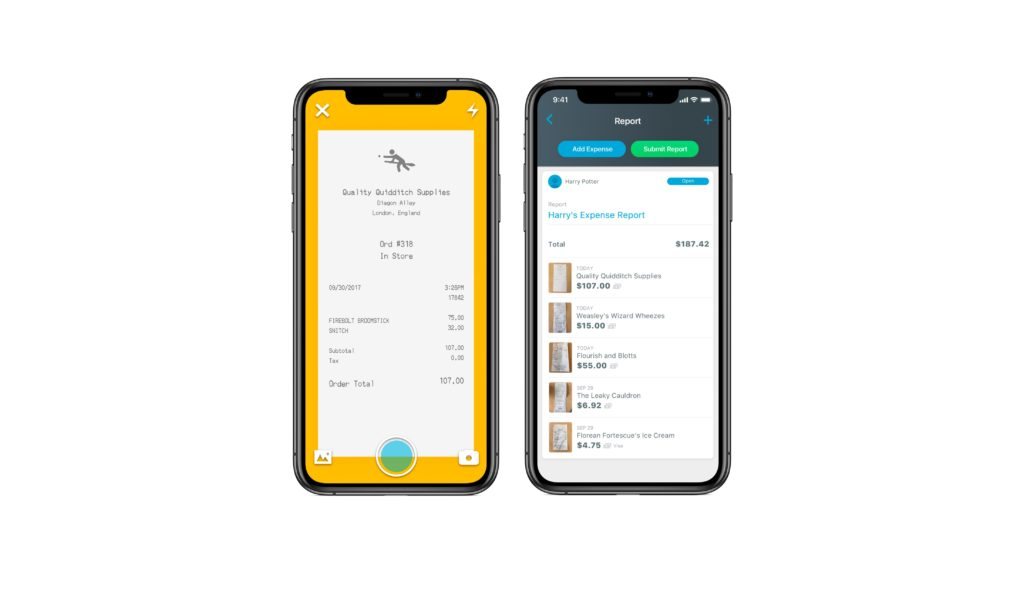 Quality Quidditch Supplies
Diagon Alley
London, England
Ord #318
In Store
09/30/2017 3:26PM
17842
FIREBOLT BROOMSTICK 75.00
SNITCH 32.00
Subtotal 107.00
Tax 0.00
Order Total 107.00
9:41
Report
Add Expense Submit Report
Harry Potter Open
Report
Harry's Expense Report
Total $187.42
TODAY
Quality Quidditch Supplies
$107.00
TODAY
Weasley's Wizard Wheezes
$15.00
TODAY
Flourish and Blotts
$55.00
SEP 29
The Leaky Cauldron
$6.92
SEP 29
Florean Fortescue's Ice Cream
$4.75 Visa